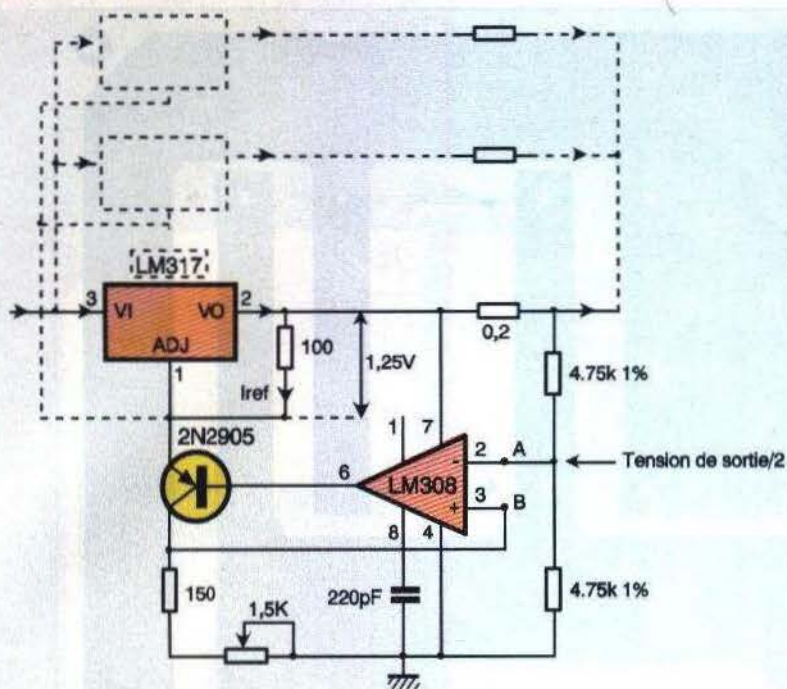 LM317
3
VI
VO
2
ADJ
1
100
Iref
1,25V
0,2
4.75k 1%
2N2905
1
7
6
LM308
-
2
A
Tension de sortie/2
+
3
B
8
4
150
1,5K
220pF
4.75k 1%